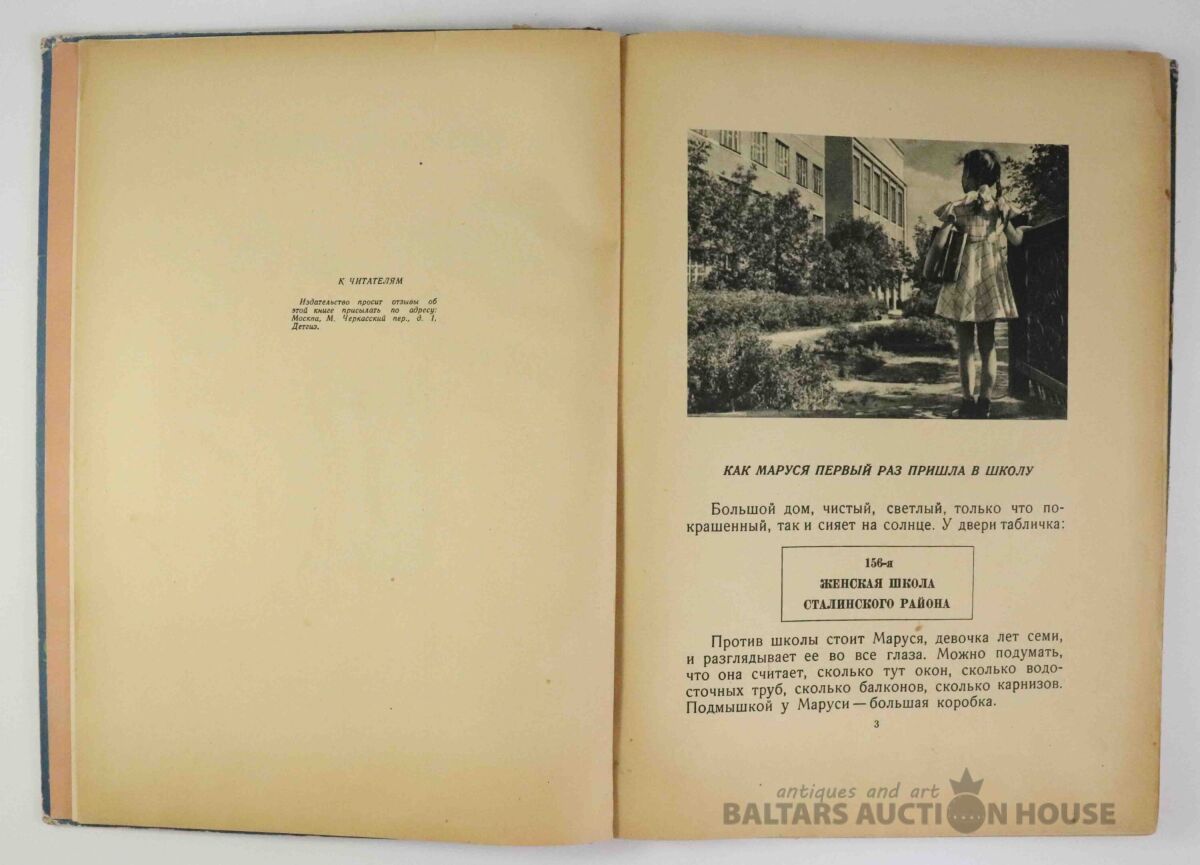 К ЧИТАТЕЛЯМ
Издательство просит отзывы об
этой книге присылать по адресу:
Москва, М. Черкасский пер., д. 1,
Детгиз.
КАК МАРУСЯ ПЕРВЫЙ РАЗ ПРИШЛА В ШКОЛУ
Большой дом, чистый, светлый, только что по-
крашенный, так и сияет на солнце. У двери табличка:
156-я
ЖЕНСКАЯ ШКОЛА
СТАЛИНСКОГО РАЙОНА
Против школы стоит Маруся, девочка лет семи,
и разглядывает ее во все глаза. Можно подумать,
что она считает, сколько тут окон, сколько водо-
сточных труб, сколько балконов, сколько карнизов.
Подмышкой у Маруси — большая коробка.
3
antiques and art
BALTARS AUCTION HOUSE